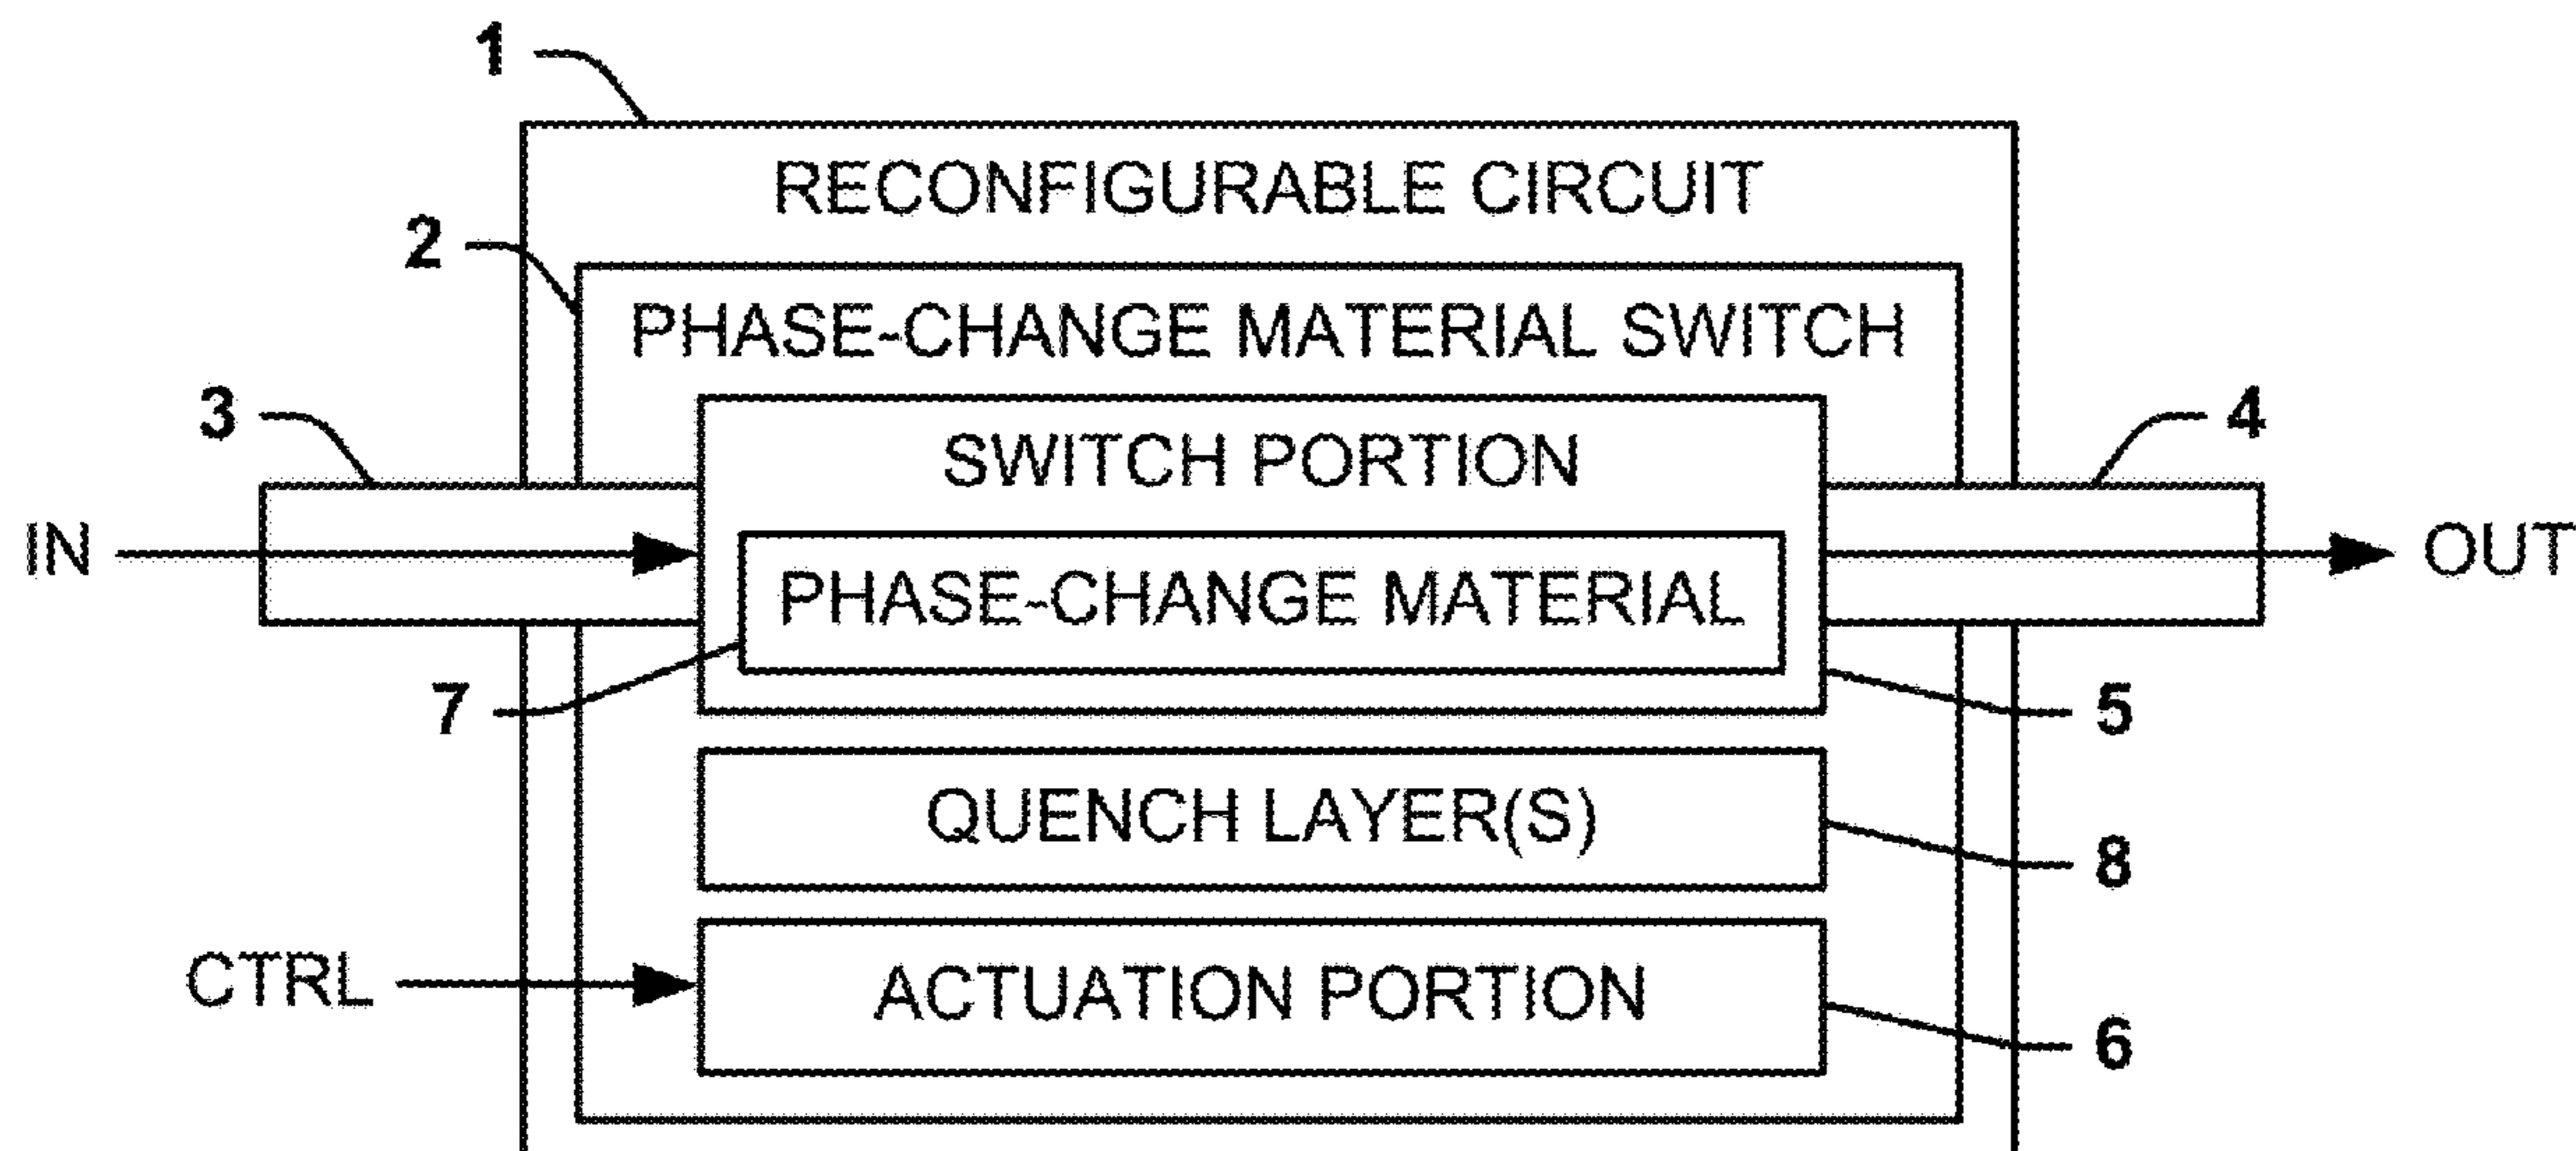 1
RECONFIGURABLE CIRCUIT
2
PHASE-CHANGE MATERIAL SWITCH
3
4
SWITCH PORTION
IN
OUT
PHASE-CHANGE MATERIAL
7
5
QUENCH LAYER(S)
8
CTRL
ACTUATION PORTION
6